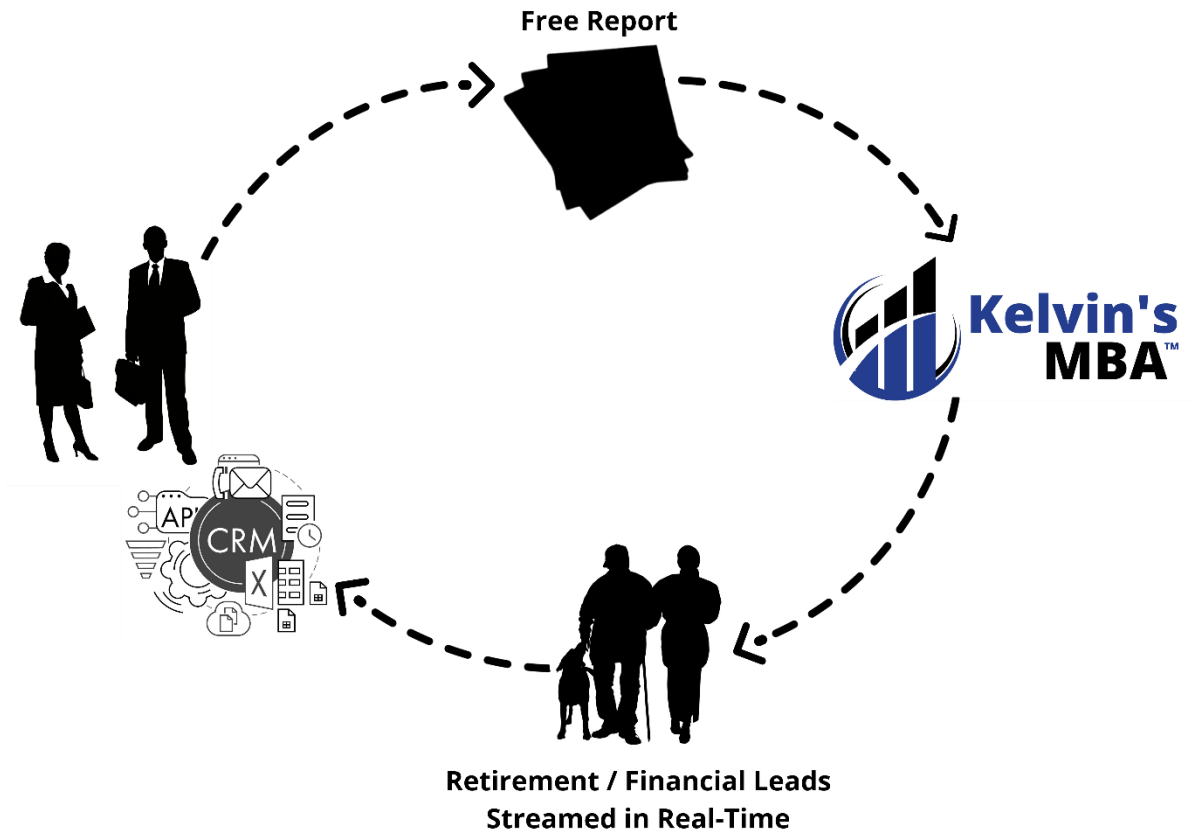 Free Report
Kelvin's
MBA™
API
CRM
X
Retirement / Financial Leads
Streamed in Real-Time